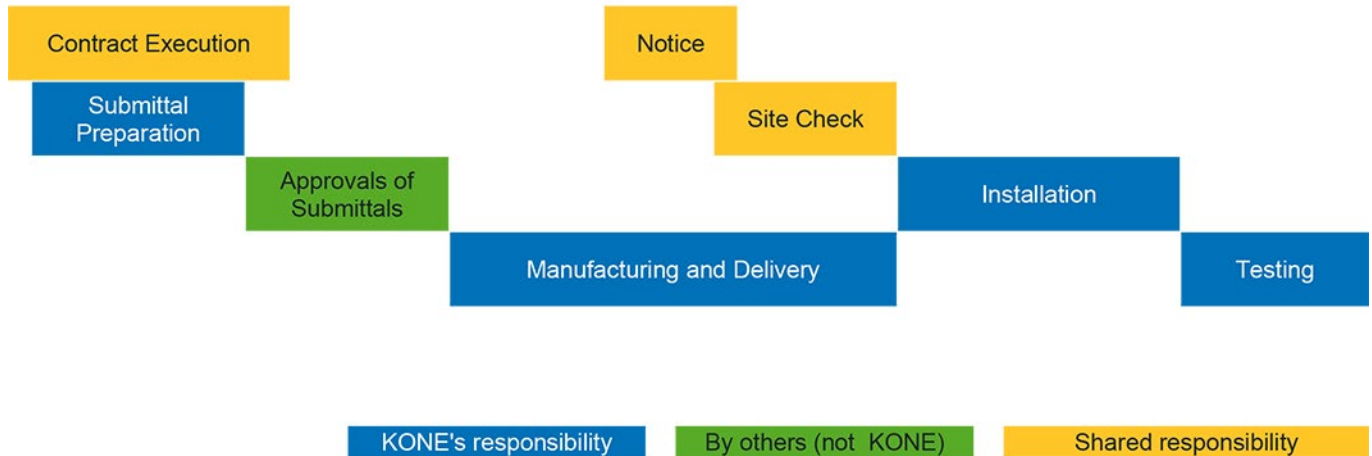 Contract Execution
Notice
Submittal
Preparation
Site Check
Approvals of
Submittals
Installation
Manufacturing and Delivery
Testing
KONE's responsibility
By others (not KONE)
Shared responsibility